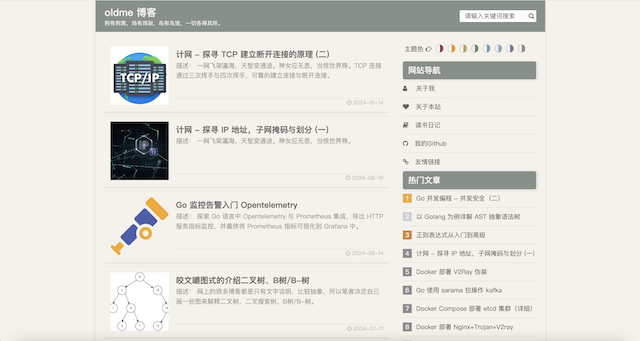 oldme 博客
狗有狗窝，鸡有鸡架，鸟有鸟笼，一切各得其所。
请输入关键词搜索
计网 - 探寻 TCP 建立断开连接的原理 (二)
描述： 一网飞架瀛海，天堑变通途。神女应无恙，当惊世界殊。TCP 连接
通过三次挥手与四次挥手，可靠的建立连接与断开连接。
2024-10-14
TCP/IP
计网 - 探寻 IP 地址，子网掩码与划分 (一)
描述： 一网飞架瀛海，天堑变通途。神女应无恙，当惊世界殊。
2024-09-19
Go 监控告警入门 Opentelemetry
描述： 探索 Go 语言中 Opentelemetry 与 Prometheus 集成，导出 HTTP
服务指标监控，并最终将 Prometheus 指标可视化到 Grafana 中。
2024-08-14
咬文嚼图式的介绍二叉树、B树/B-树
描述： 网上的很多博客都是只有文字说明，比较抽象，所以笔者决定自己
画一些图来解释二叉树，二叉搜索树，B树/B-树。
2024-07-11
主题色
网站导航
关于我
关于本站
读书日记
我的Github
友情链接
热门文章
1 Go 并发编程 - 并发安全（二）
2 以 Golang 为例详解 AST 抽象语法树
3 正则表达式从入门到高级
4 计网 - 探寻 IP 地址，子网掩码与划分 (一)
5 Docker 部署 V2Ray 伪装
6 Go 使用 sarama 包操作 kafka
7 Docker Compose 部署 etcd 集群（详细）
8 Docker 部署 Nginx+Trojan+V2ray